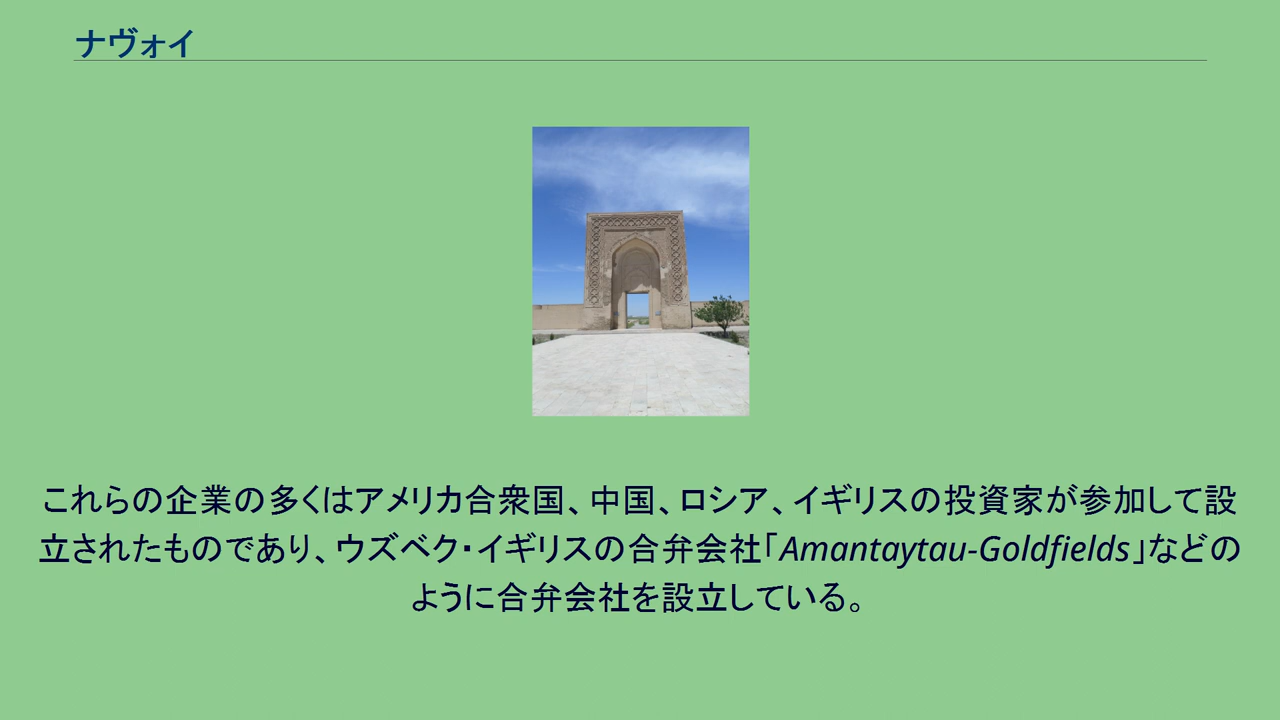 ナヴォイ
これらの企業の多くはアメリカ合衆国、中国、ロシア、イギリスの投資家が参加して設
立されたものであり、ウズベク・イギリスの合弁会社「Amantaytau-Goldfields」などの
ように合弁会社を設立している。